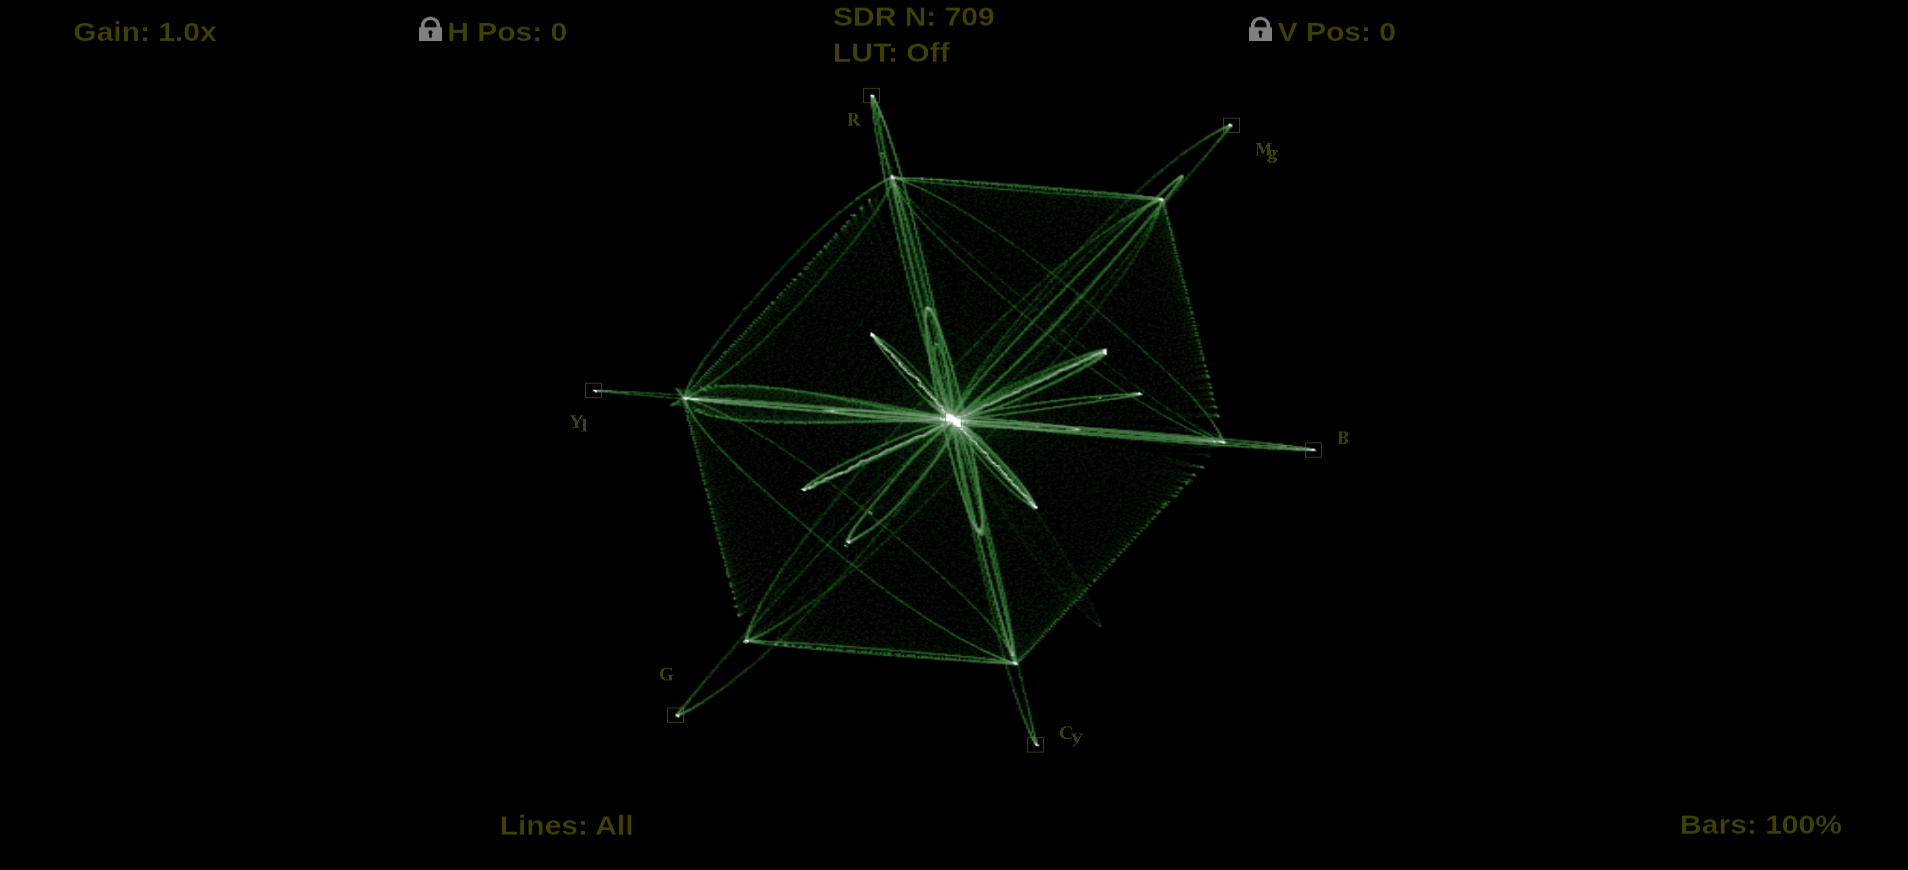 Gain: 1.0x
H Pos: 0
SDR N: 709
LUT: Off
V Pos: 0
R
Mg
Yl
B
G
Cy
Lines: All
Bars: 100%